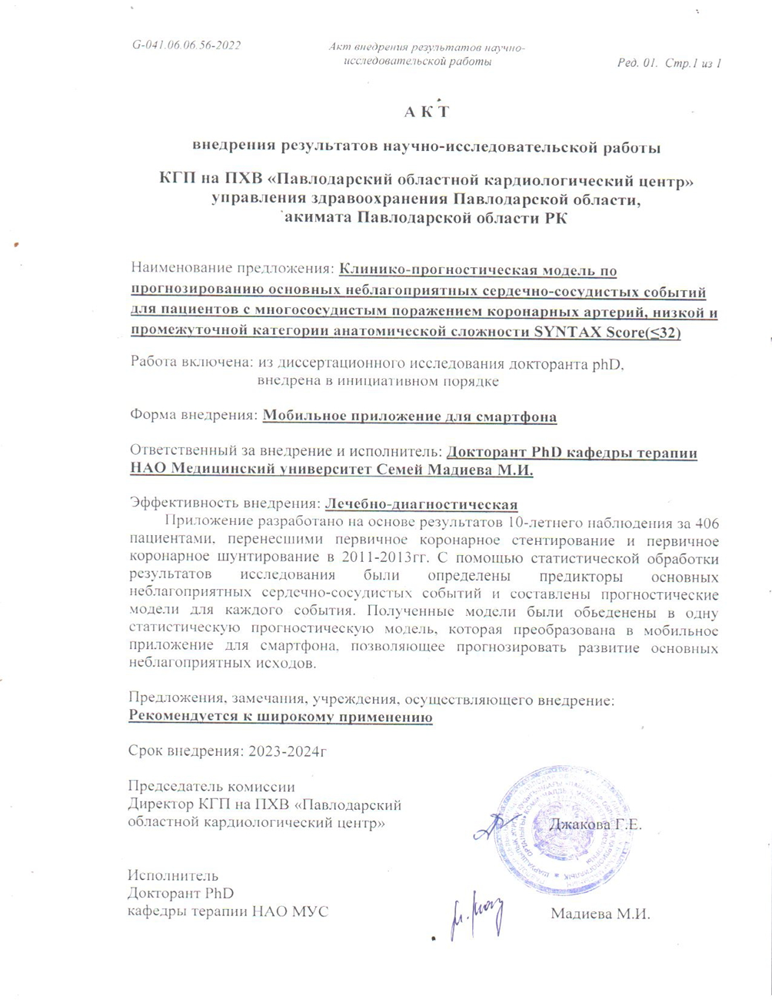 G-041.06.06.56-2022
Акт внедрения результатов научно-
исследовательской работы
Ред. 01. Стр.1 из 1
А К Т
внедрения результатов научно-исследовательской работы
КГП на ПХВ «Павлодарский областной кардиологический центр»
управления здравоохранения Павлодарской области,
акимата Павлодарской области РК
Наименование предложения: Клинико-прогностическая модель по
прогнозированию основных неблагоприятных сердечно-сосудистых событий
для пациентов с многососудистым поражением коронарных артерий, низкой и
промежуточной категории анатомической сложности SYNTAX Score(≤32)
Работа включена: из диссертационного исследования докторанта phD,
внедрена в инициативном порядке
Форма внедрения: Мобильное приложение для смартфона
Ответственный за внедрение и исполнитель: Докторант PhD кафедры терапии
НАО Медицинский университет Семей Мадиева М.И.
Эффективность внедрения: Лечебно-диагностическая
Приложение разработано на основе результатов 10-летнего наблюдения за 406
пациентами, перенесшими первичное коронарное стентирование и первичное
коронарное шунтирование в 2011-2013гг. С помощью статистической обработки
результатов исследования были определены предикторы основных
неблагоприятных сердечно-сосудистых событий и составлены прогностические
модели для каждого события. Полученные модели были обьеденены в одну
статистическую прогностическую модель, которая преобразована в мобильное
приложение для смартфона, позволяющее прогнозировать развитие основных
неблагоприятных исходов.
Предложения, замечания, учреждения, осуществляющего внедрение:
Рекомендуется к широкому применению
Срок внедрения: 2023-2024г
Председатель комиссии
Директор КГП на ПХВ «Павлодарский
областной кардиологический центр»
Джакова Г.Е.
Исполнитель
Докторант PhD
кафедры терапии НАО МУС
Мадиева М.И.